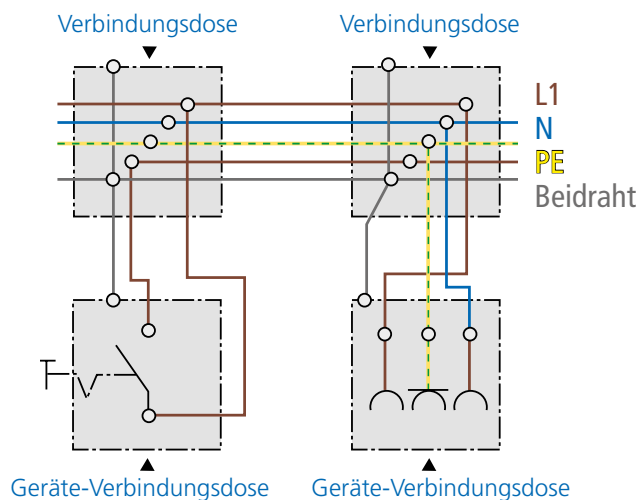 Verbindungsdose
Verbindungsdose
L1
N
PE
Beidraht
Geräte-Verbindungsdose
Geräte-Verbindungsdose